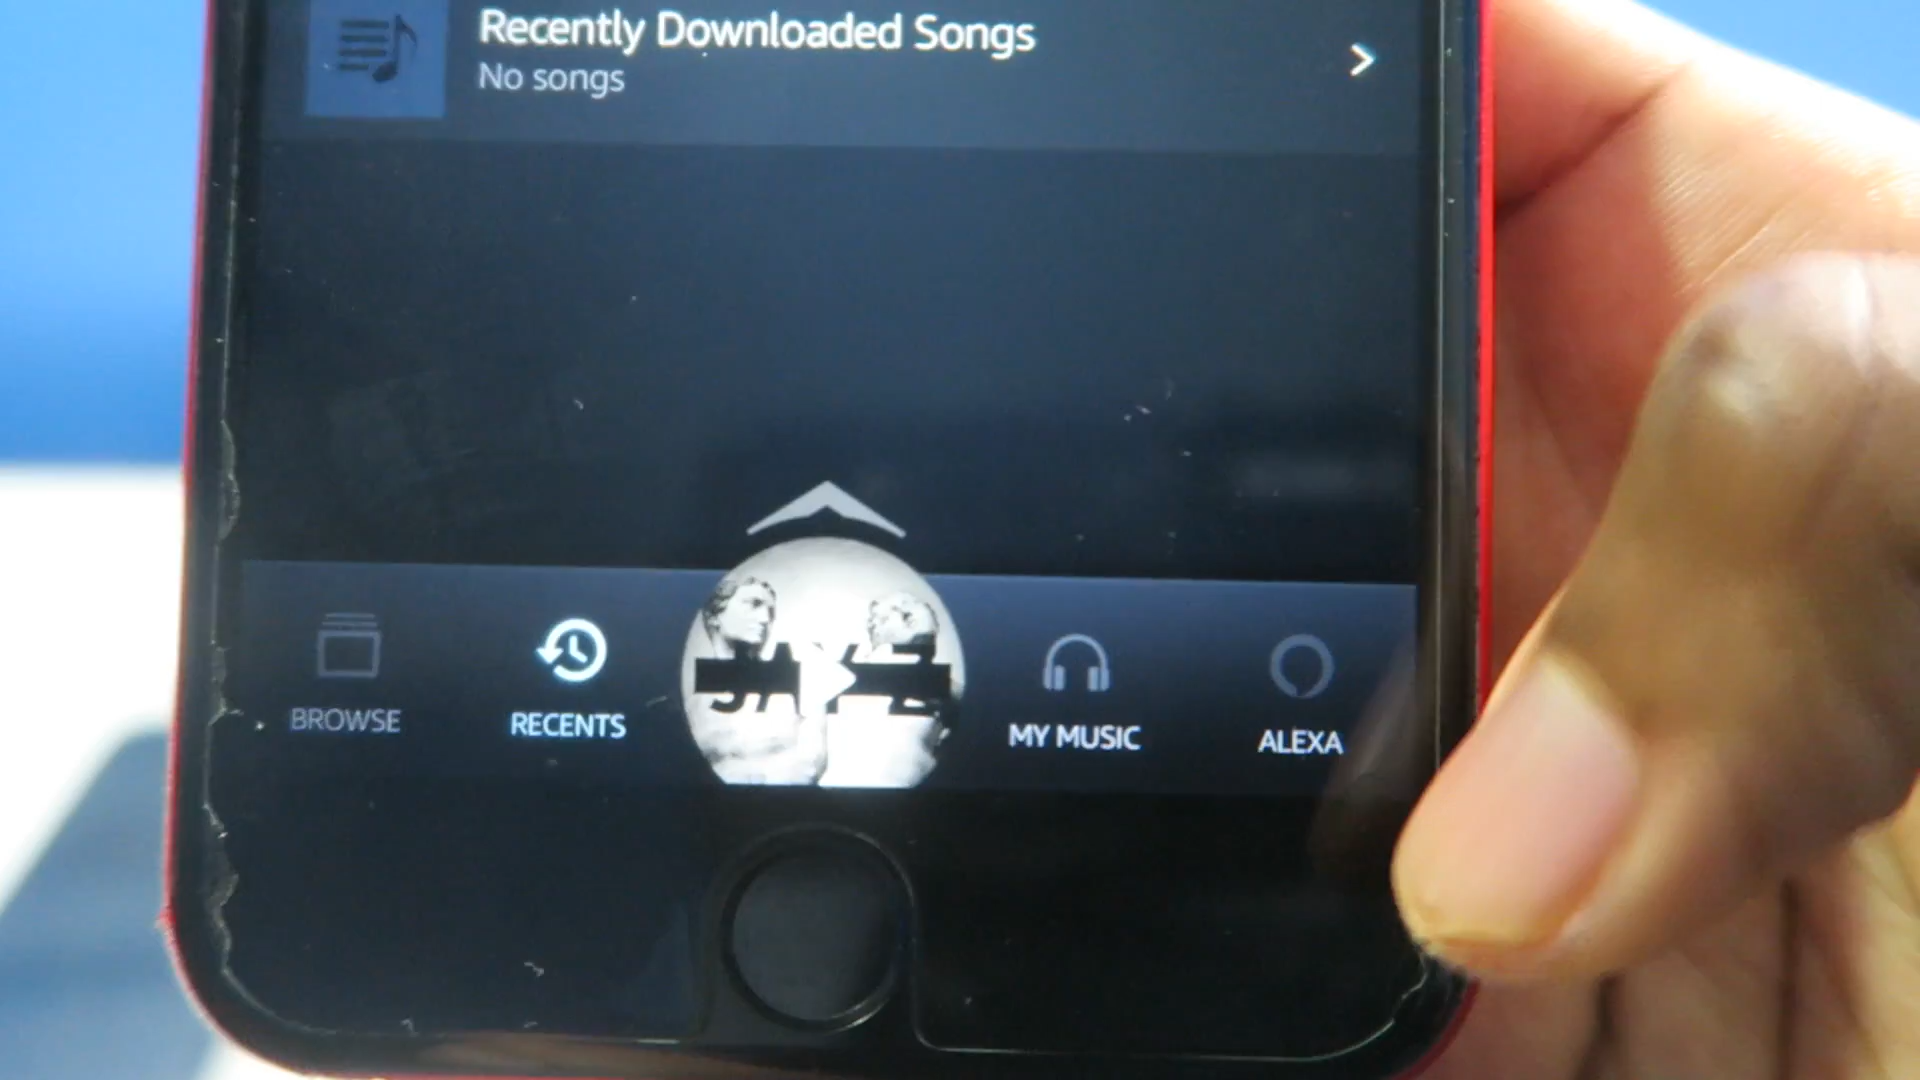 Recently Downloaded Songs
No songs
BROWSE
RECENTS
MY MUSIC
ALEXA